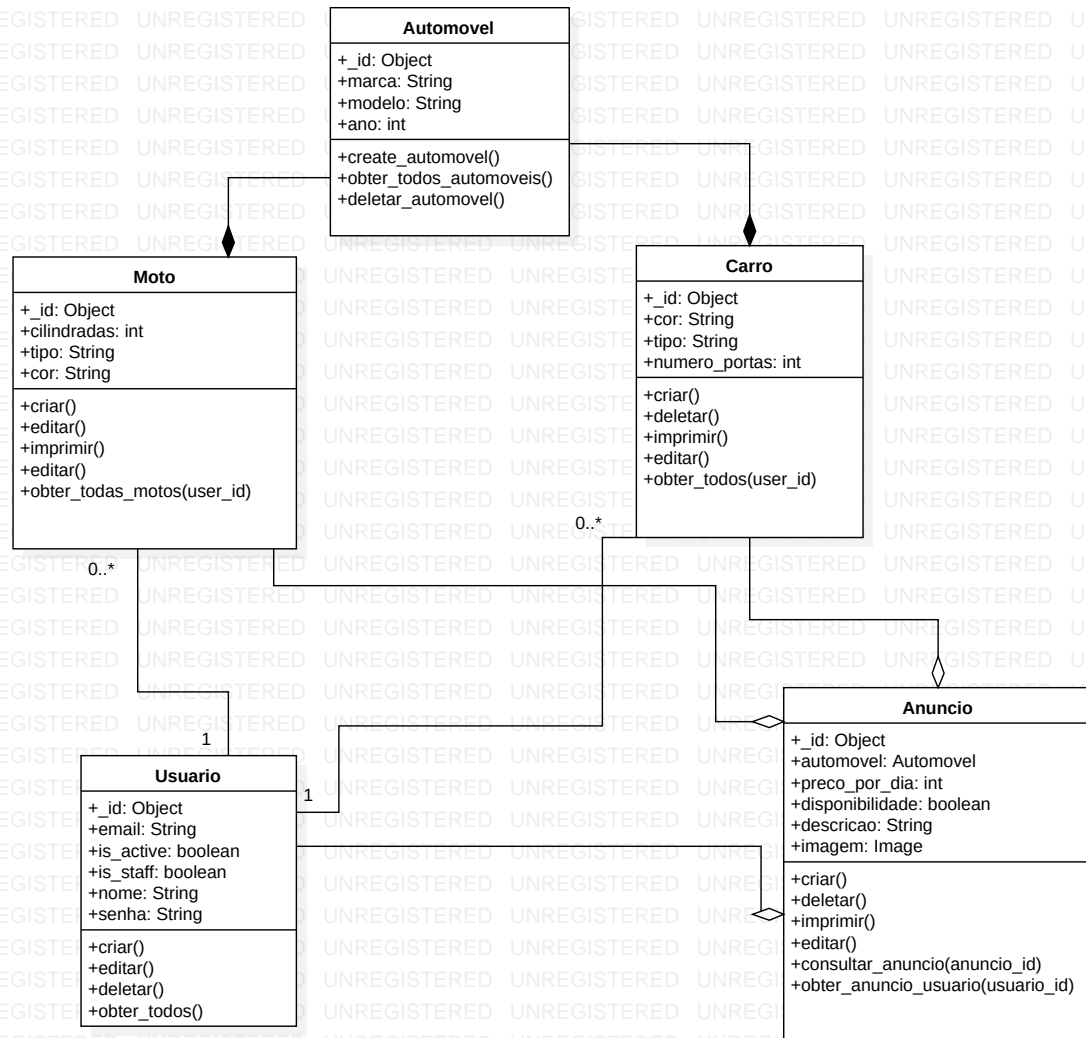 Automovel
+_id: Object
+marca: String
+modelo: String
+ano: int
+create_automovel()
+obter_todos_automoveis()
+deletar_automovel()
Moto
+_id: Object
+cilindradas: int
+tipo: String
+cor: String
+criar()
+editar()
+imprimir()
+editar()
+obter_todas_motos(user_id)
Carro
+_id: Object
+cor: String
+tipo: String
+numero_portas: int
+criar()
+deletar()
+imprimir()
+editar()
+obter_todos(user_id)
0..*
0..*
1
1
Usuario
+_id: Object
+email: String
+is_active: boolean
+is_staff: boolean
+nome: String
+senha: String
+criar()
+editar()
+deletar()
+obter_todos()
Anuncio
+_id: Object
+automovel: Automovel
+preco_por_dia: int
+disponibilidade: boolean
+descricao: String
+imagem: Image
+criar()
+deletar()
+imprimir()
+editar()
+consultar_anuncio(anuncio_id)
+obter_anuncio_usuario(usuario_id)
UNREGISTERED